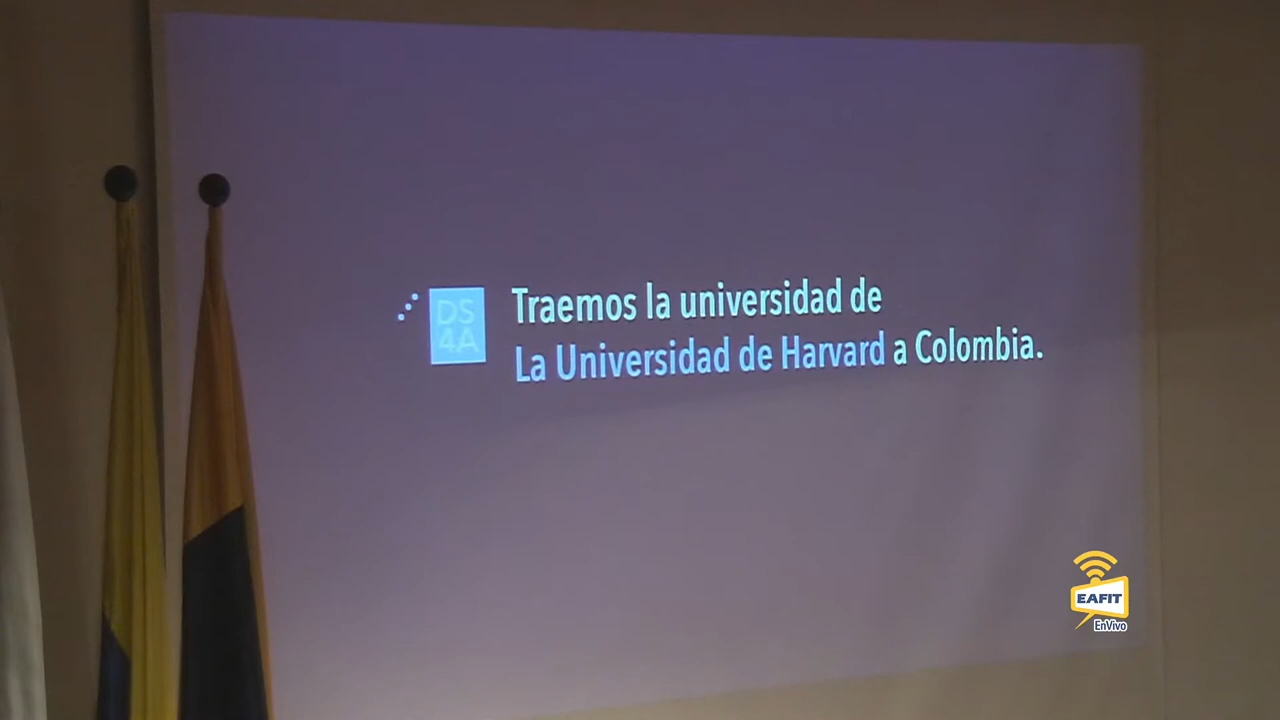 DS
4A
Traemos la universidad de
La Universidad de Harvard a Colombia.
EAFIT
EnVivo